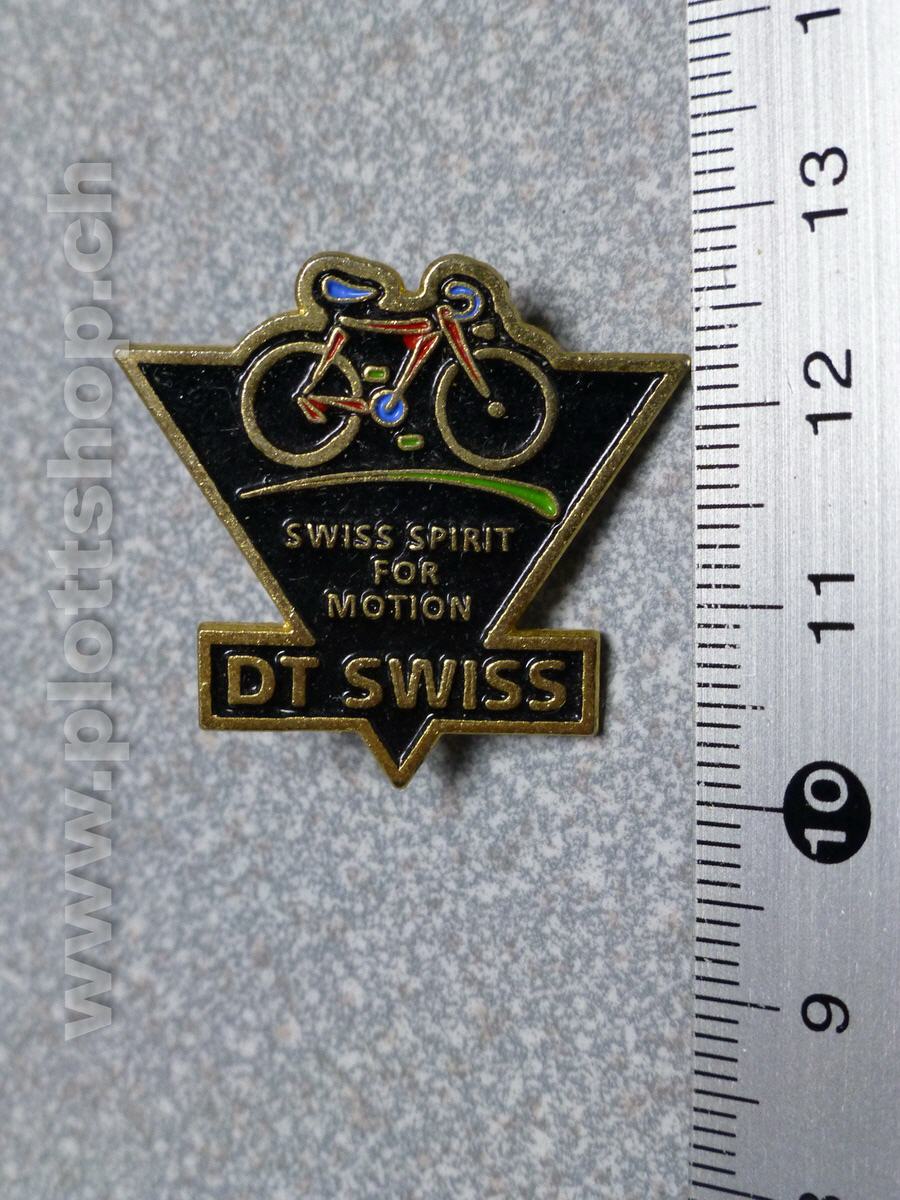 SWISS SPIRIT
FOR
MOTION
DT SWISS
www.plottshop.ch
13
12
11
10
9